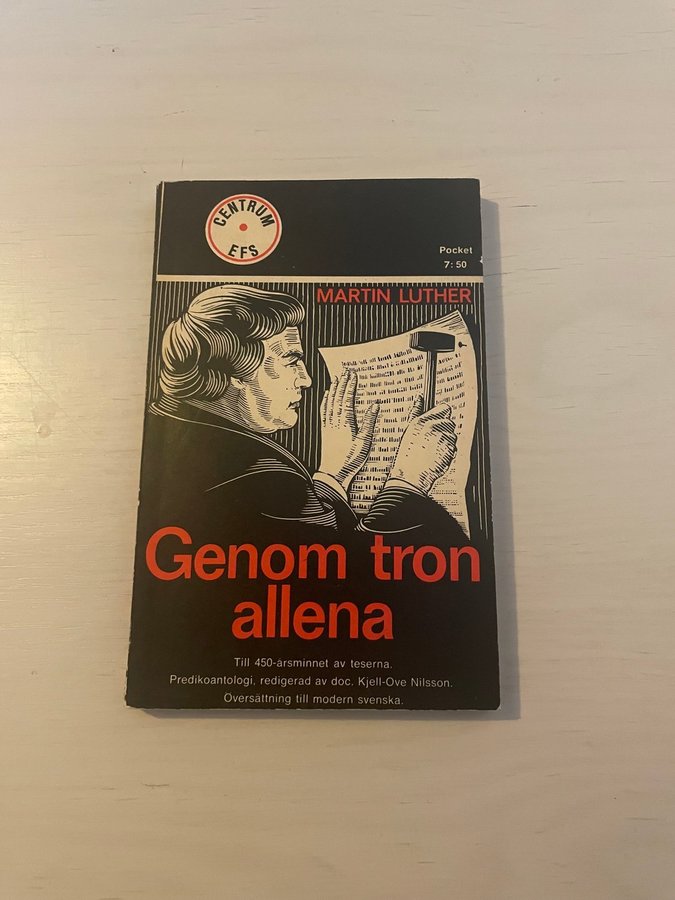 CENTRUM
EFS
Pocket
7:50
MARTIN LUTHER
Genom tron
allena
Till 450-årsminnet av teserna.
Predikoantologi, redigerad av doc. Kjell-Ove Nilsson.
Översättning till modern svenska.